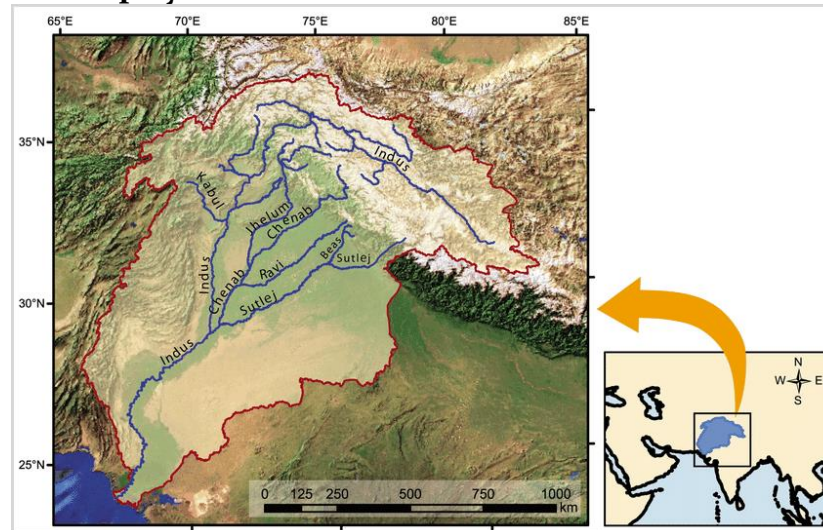 65°E 70°E 75°E 80°E 85°E
35°N
30°N
25°N
Indus
Kabul
Jhelum
Chenab
Indus
Chenab
Ravi
Beas
Sutlej
Sutlej
Indus
0 125 250 500 750 1000
km
N
W E
S